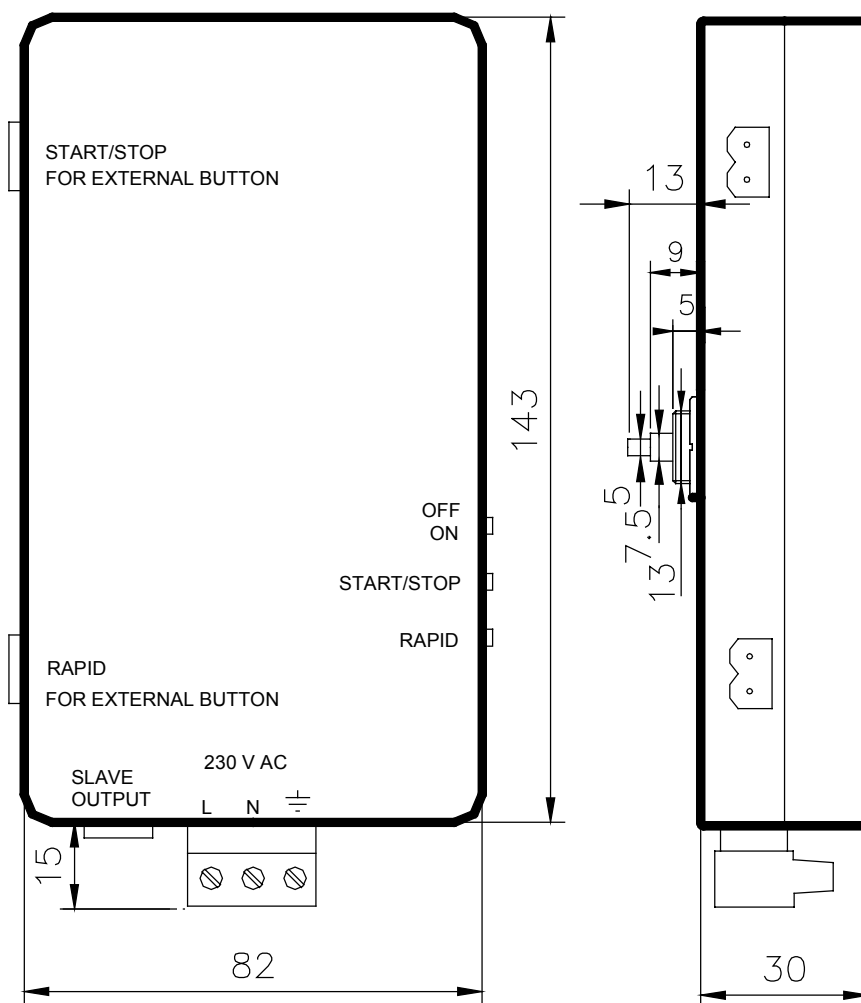 START/STOP
FOR EXTERNAL BUTTON
143
OFF
ON
START/STOP
RAPID
RAPID
FOR EXTERNAL BUTTON
230 V AC
SLAVE
OUTPUT
L N
15
82
13
9
5
5
7.5
13
30